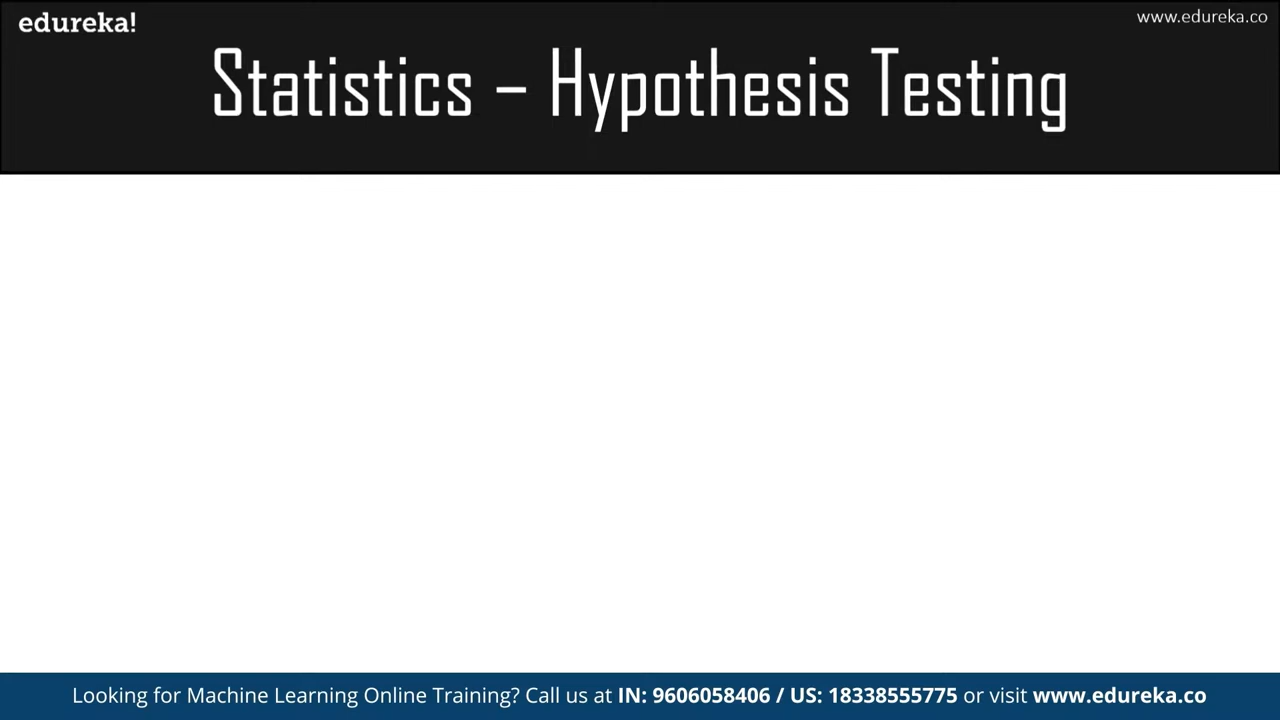 edureka!
www.edureka.co
Statistics – Hypothesis Testing
Looking for Machine Learning Online Training? Call us at IN: 9606058406 / US: 18338555775 or visit www.edureka.co